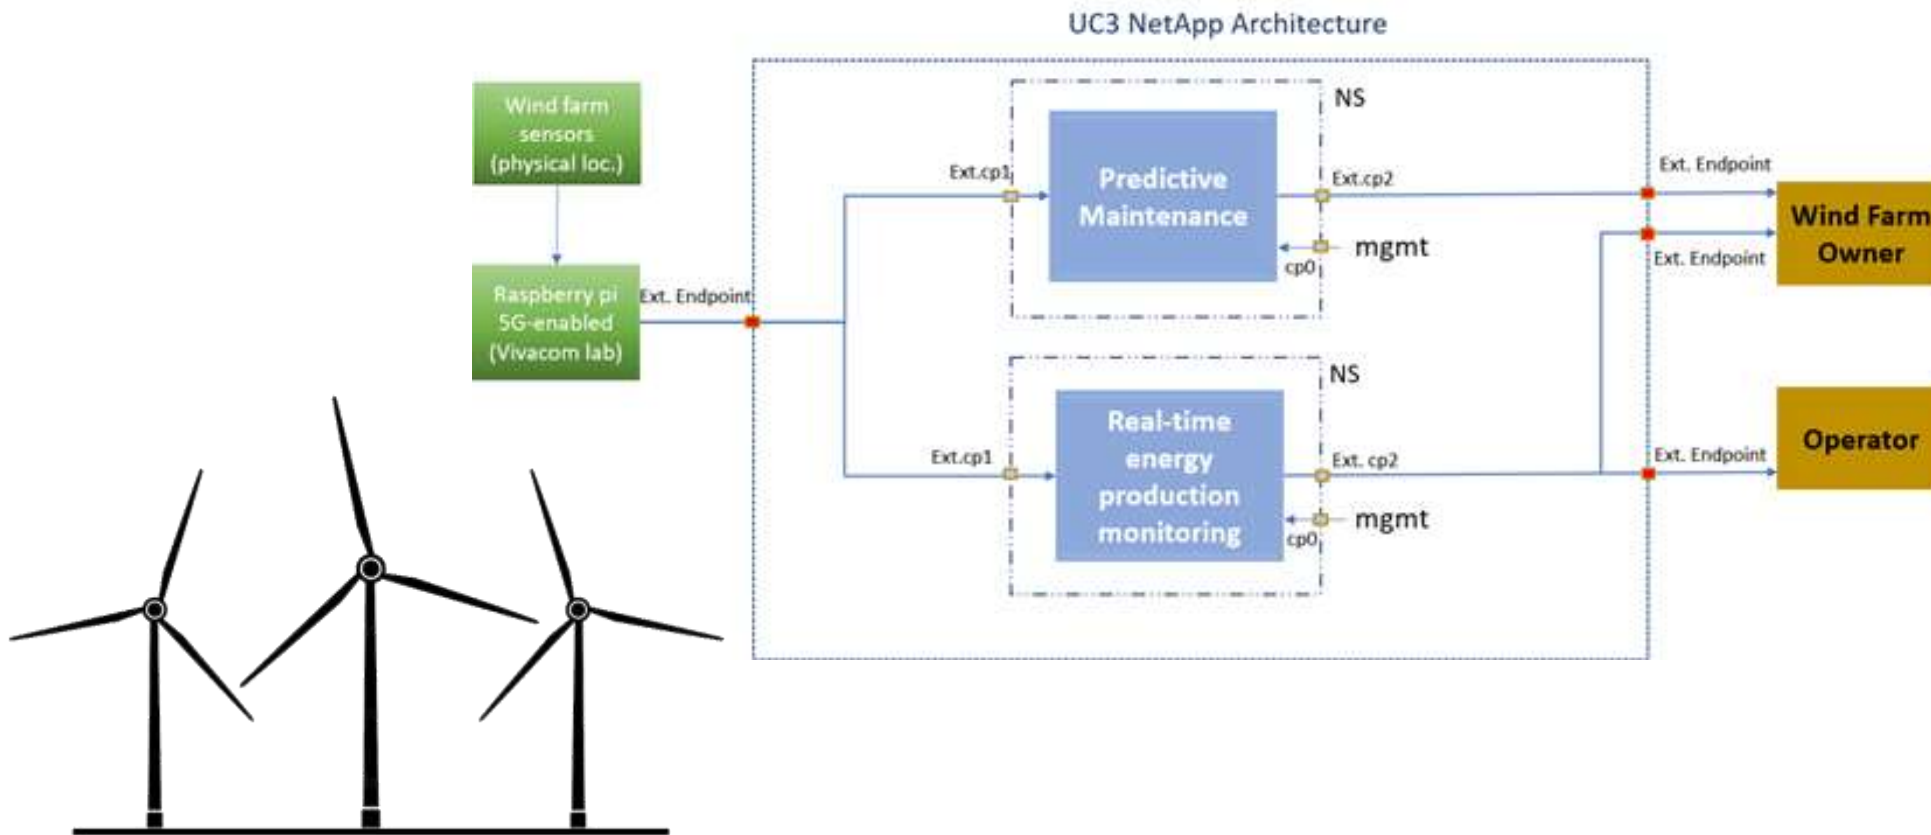 UC3 NetApp Architecture
Wind farm
sensors
(physical loc.)
Raspberry pi
5G-enabled
(Vivacom lab)
Ext. Endpoint
NS
Ext.cp1
Predictive
Maintenance
Ext.cp2
cp0
mgmt
NS
Ext.cp1
Real-time
energy
production
monitoring
Ext. cp2
cp0
mgmt
Ext. Endpoint
Ext. Endpoint
Wind Farm
Owner
Ext. Endpoint
Operator